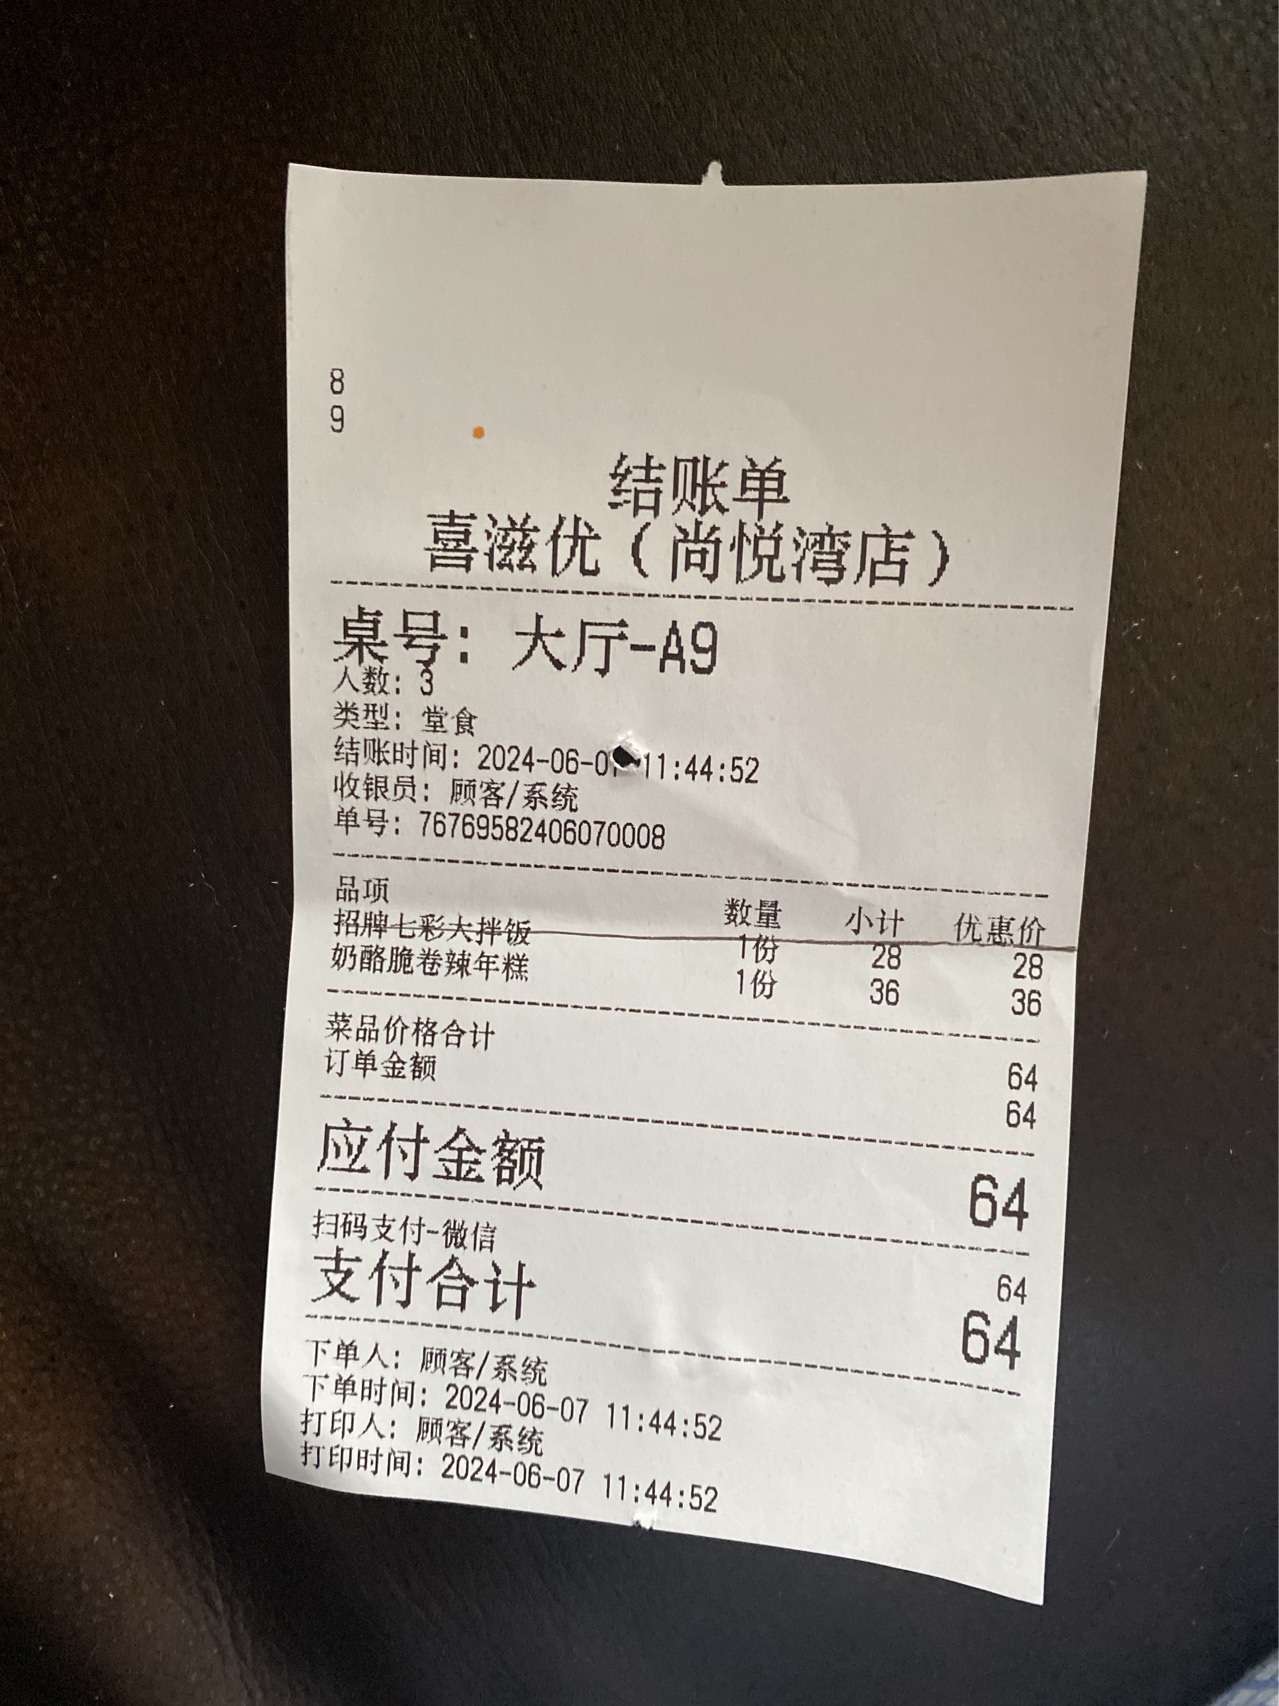 8
9
结账单
喜滋优（尚悦湾店）
桌号： 大厅-A9
人数：3
类型：堂食
结账时间：2024-06-07 11:44:52
收银员：顾客/系统
单号：76769582406070008
品项 数量 小计 优惠价
招牌七彩大拌饭 1份 28 28
奶酪脆卷辣年糕 1份 36 36
菜品价格合计 64
订单金额 64
应付金额 64
扫码支付-微信 64
支付合计 64
下单人：顾客/系统
下单时间：2024-06-07 11:44:52
打印人：顾客/系统
打印时间：2024-06-07 11:44:52